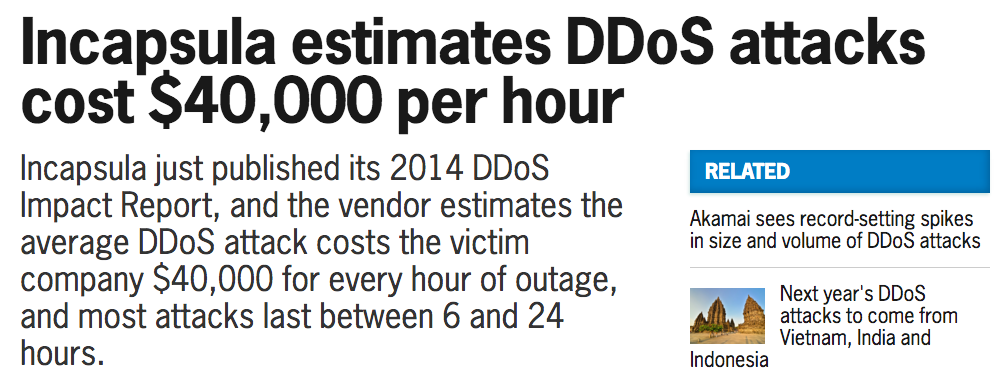 Incapsula estimates DDoS attacks
cost $40,000 per hour
Incapsula just published its 2014 DDoS
Impact Report, and the vendor estimates the
average DDoS attack costs the victim
company $40,000 for every hour of outage,
and most attacks last between 6 and 24
hours.
RELATED
Akamai sees record-setting spikes
in size and volume of DDoS attacks
Next year's DDoS
attacks to come from
Vietnam, India and
Indonesia